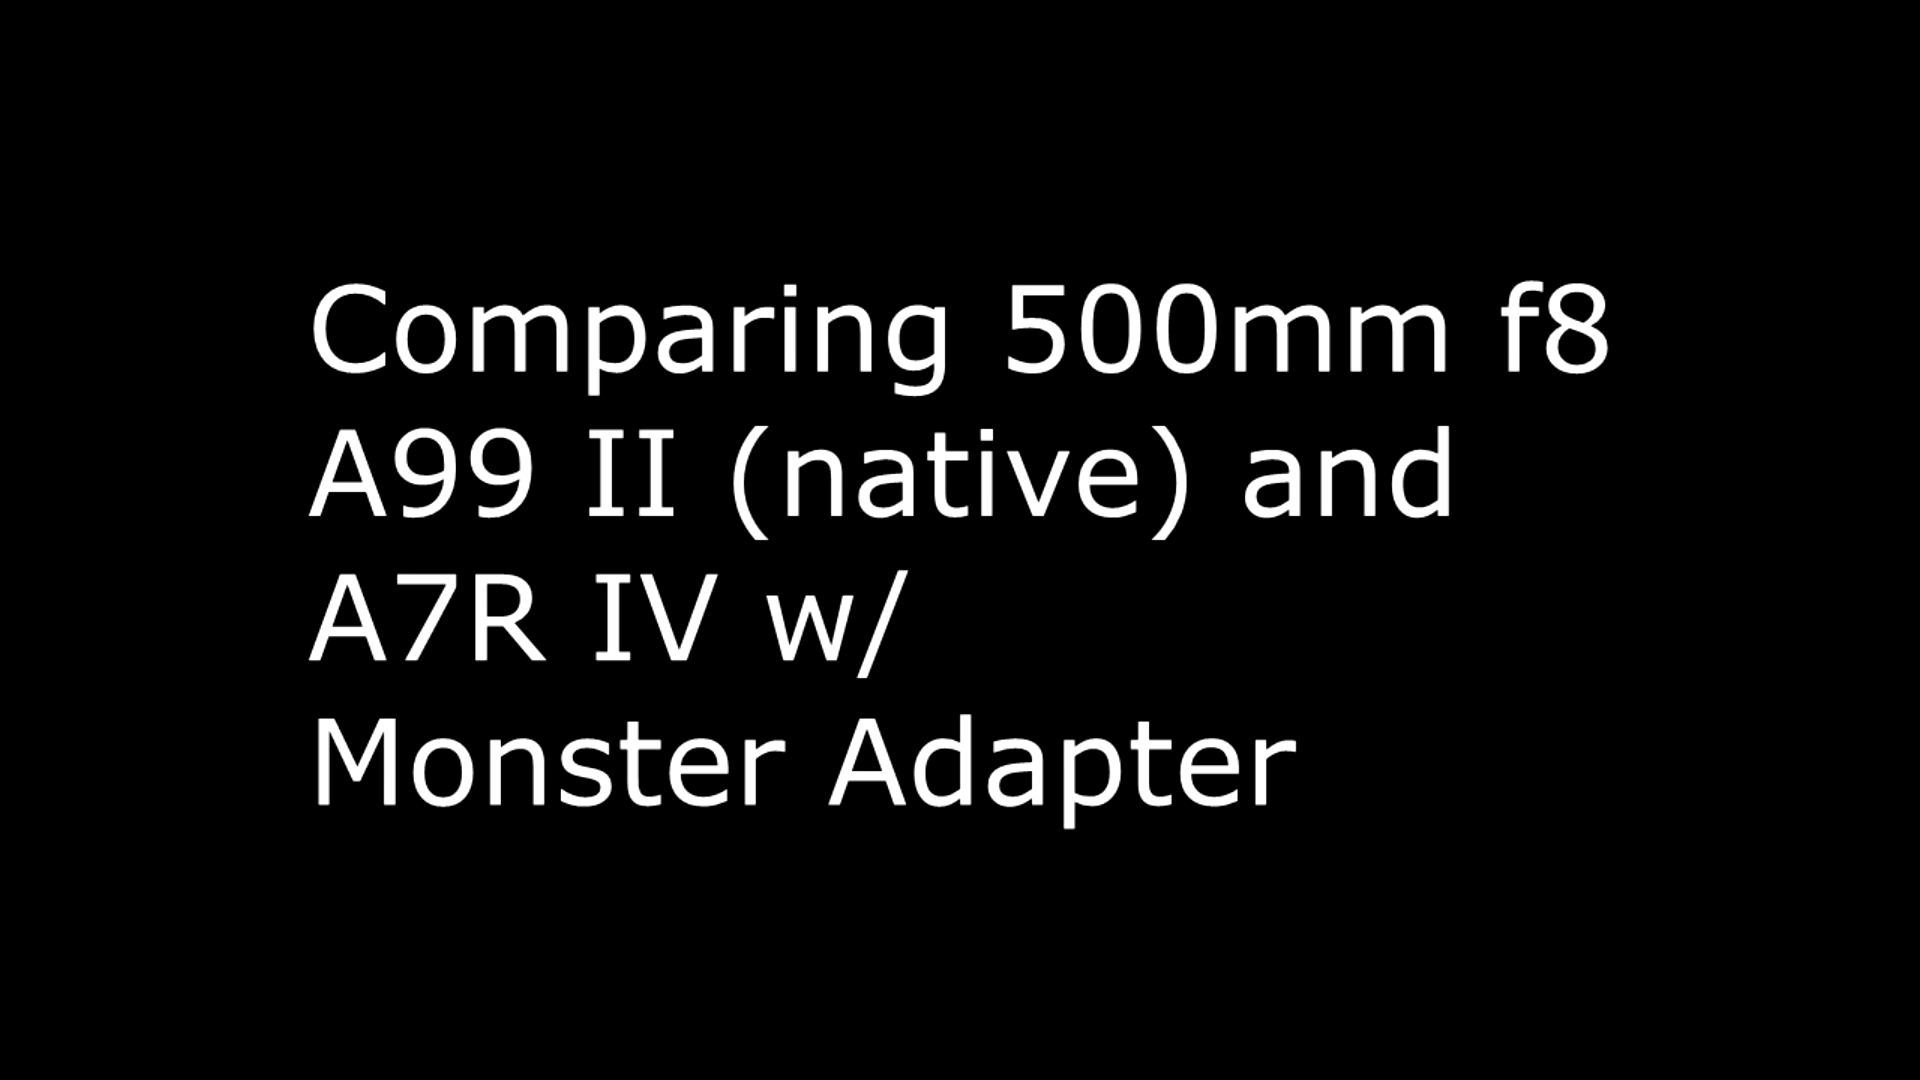 Comparing 500mm f8
A99 II (native) and
A7R IV w/
Monster Adapter